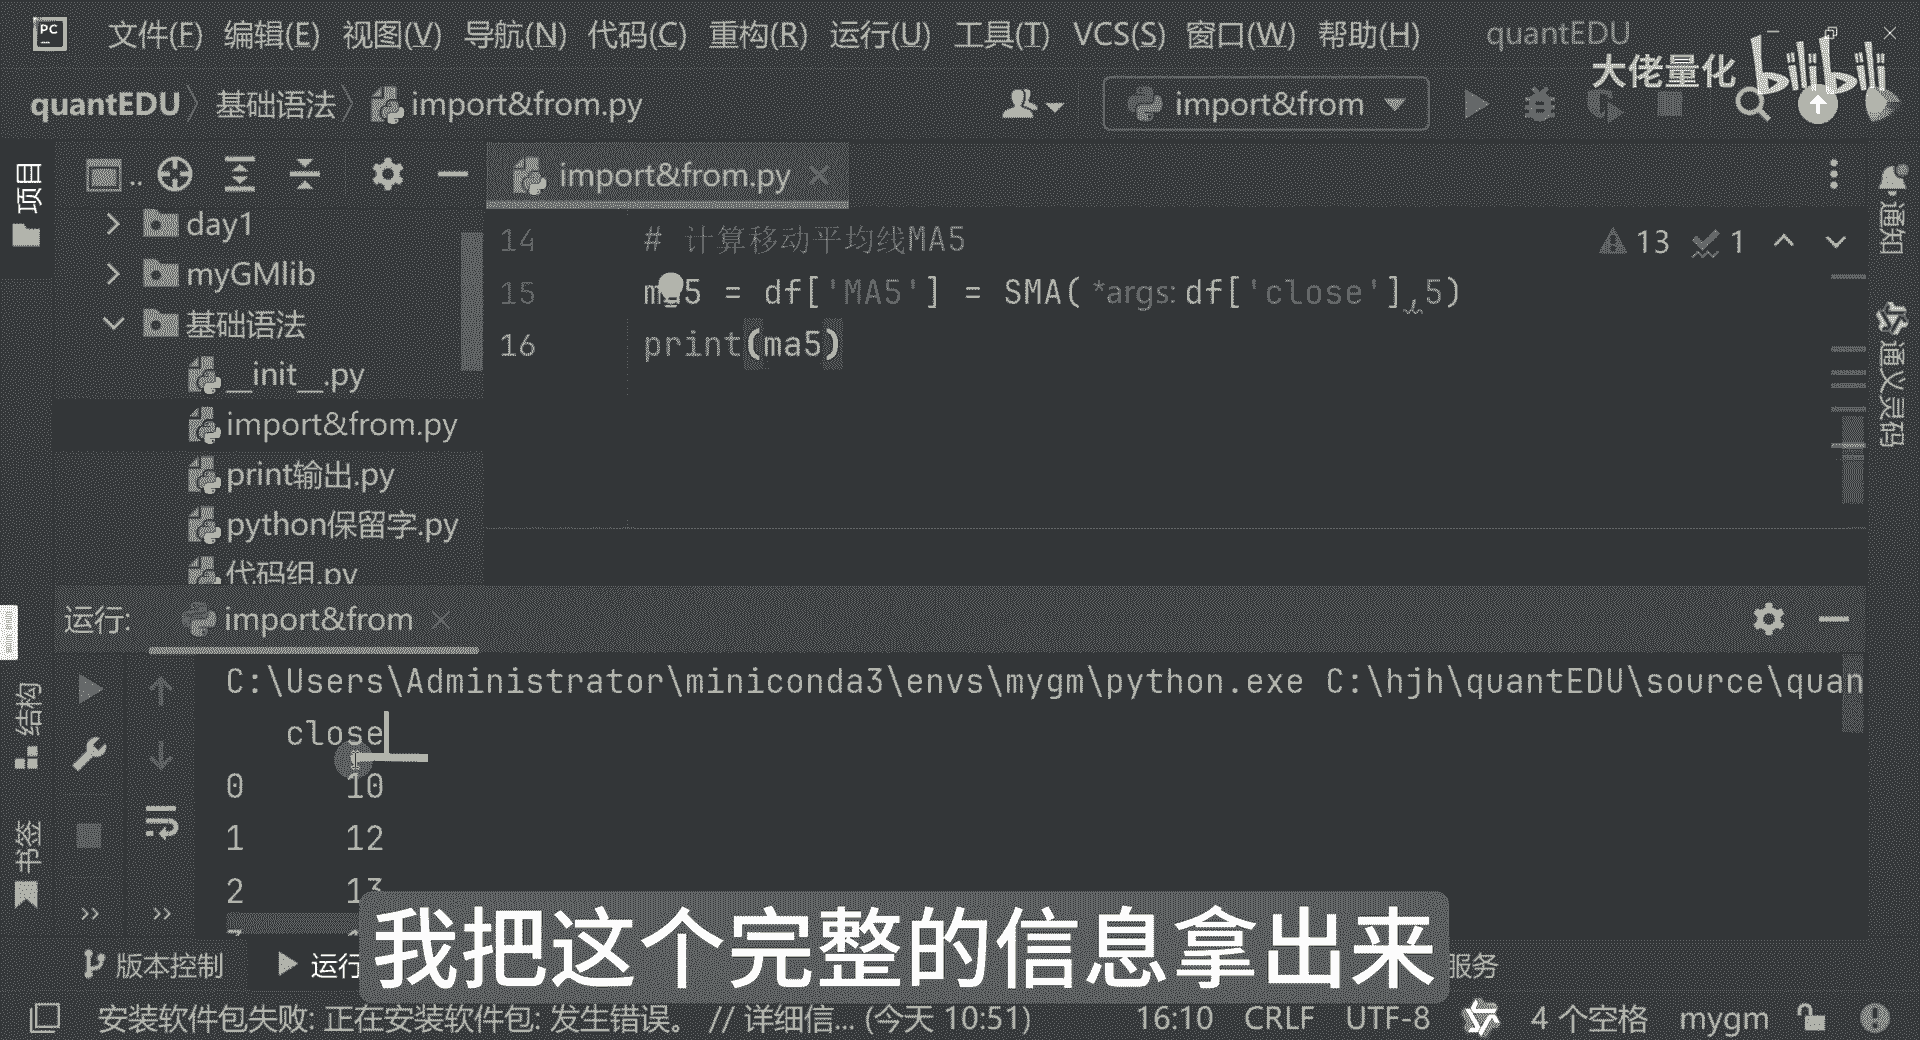 文件(F) 编辑(E) 视图(V) 导航(N) 代码(C) 重构(R) 运行(U) 工具(T) VCS(S) 窗口(W) 帮助(H) quantEDU
大佬量化 bilibili
quantEDU 基础语法 import&from.py import&from
项目
import&from.py
通知
通义灵码
day1
myGMlib
基础语法
__init__.py
import&from.py
print输出.py
python保留字.py
代码组.py
14 # 计算移动平均线MA5
13 1
15 ma5 = df['MA5'] = SMA( *args: df['close'],5)
16 print(ma5)
运行: import&from
结构
书签
C:\Users\Administrator\miniconda3\envs\mygm\python.exe C:\hjh\quantEDU\source\quan
close
0 10
1 12
2 13
我把这个完整的信息拿出来
版本控制 运行 服务
安装软件包失败: 正在安装软件包: 发生错误。 // 详细信... (今天 10:51) 16:10 CRLF UTF-8 4 个空格 mygm